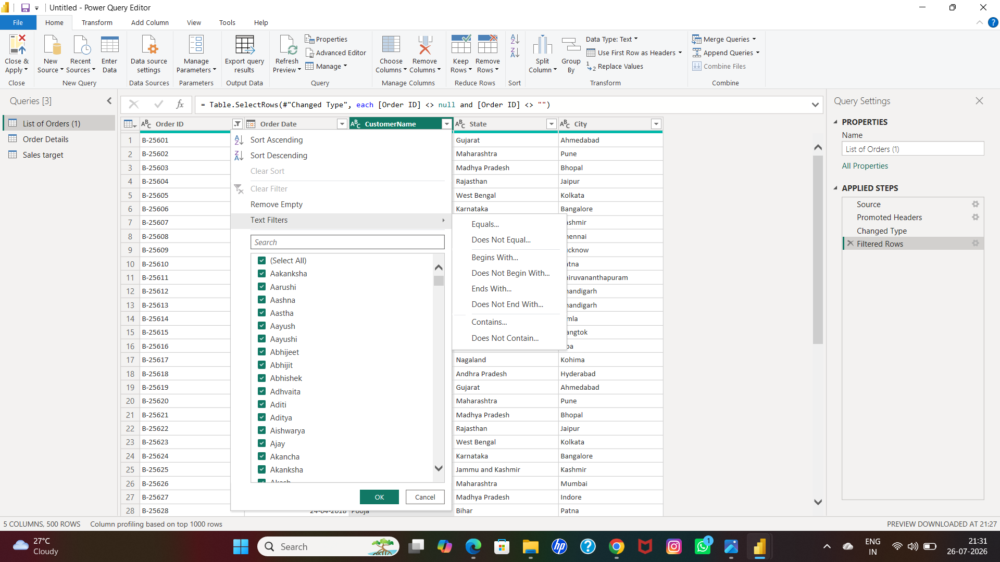 Untitled - Power Query Editor
File Home Transform Add Column View Tools Help
Close & Apply
New Source
Recent Sources
Enter Data
Data source settings
Manage Parameters
Export query results
Refresh Preview
Properties
Advanced Editor
Manage
Choose Columns
Remove Columns
Keep Rows
Remove Rows
Split Column
Group By
Data Type: Text
Use First Row as Headers
Replace Values
Merge Queries
Append Queries
Combine Files
Close New Query Data Sources Parameters Output Data Query Manage Columns Reduce Rows Sort Transform Combine
Queries [3]
List of Orders (1)
Order Details
Sales target
fx = Table.SelectRows(#"Changed Type", each [Order ID] <> null and [Order ID] <> "")
Order ID Order Date CustomerName State City
1 B-25601 Gujarat Ahmedabad
2 B-25602 Maharashtra Pune
3 B-25603 Madhya Pradesh Bhopal
4 B-25604 Rajasthan Jaipur
5 B-25605 West Bengal Kolkata
6 B-25606 Karnataka Bangalore
7 B-25607 ashmir
8 B-25608 hennai
9 B-25609 ucknow
10 B-25610 atna
11 B-25611 hiruvananthapuram
12 B-25612 handigarh
13 B-25613 handigarh
14 B-25614 mla
15 B-25615 angtok
16 B-25616 oa
17 B-25617 Nagaland Kohima
18 B-25618 Andhra Pradesh Hyderabad
19 B-25619 Gujarat Ahmedabad
20 B-25620 Maharashtra Pune
21 B-25621 Madhya Pradesh Bhopal
22 B-25622 Rajasthan Jaipur
23 B-25623 West Bengal Kolkata
24 B-25624 Karnataka Bangalore
25 B-25625 Jammu and Kashmir Kashmir
26 B-25626 Maharashtra Mumbai
27 B-25627 Madhya Pradesh Indore
28 B-25628 24-04-2018 Pooja Bihar Patna
Sort Ascending
Sort Descending
Clear Sort
Clear Filter
Remove Empty
Text Filters
Search
(Select All)
Aakanksha
Aarushi
Aashna
Aastha
Aayush
Aayushi
Abhijeet
Abhijit
Abhishek
Adhvaita
Aditi
Aditya
Aishwarya
Ajay
Akancha
Akanksha
Akash
OK Cancel
Equals...
Does Not Equal...
Begins With...
Does Not Begin With...
Ends With...
Does Not End With...
Contains...
Does Not Contain...
Query Settings
PROPERTIES
Name
List of Orders (1)
All Properties
APPLIED STEPS
Source
Promoted Headers
Changed Type
Filtered Rows
5 COLUMNS, 500 ROWS Column profiling based on top 1000 rows PREVIEW DOWNLOADED AT 21:27
27°C
Cloudy
Search
1
ENG
IN
21:31
26-07-2026